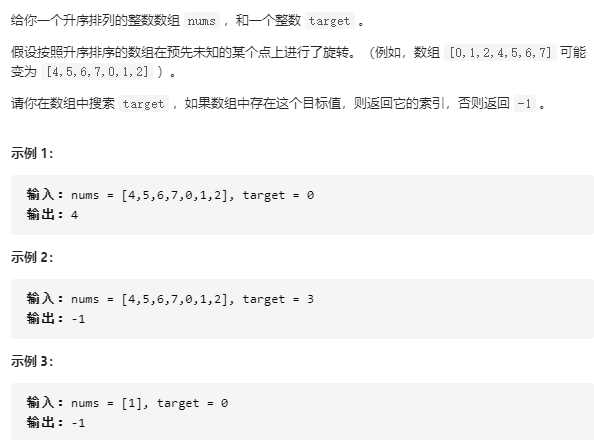 给你一个升序排列的整数数组 nums ，和一个整数 target 。
假设按照升序排序的数组在预先未知的某个点上进行了旋转。（例如，数组 [0,1,2,4,5,6,7] 可能
变为 [4,5,6,7,0,1,2] ）。
请你在数组中搜索 target ，如果数组中存在这个目标值，则返回它的索引，否则返回 -1 。
示例 1：
输入：nums = [4,5,6,7,0,1,2], target = 0
输出：4
示例 2：
输入：nums = [4,5,6,7,0,1,2], target = 3
输出：-1
示例 3：
输入：nums = [1], target = 0
输出：-1